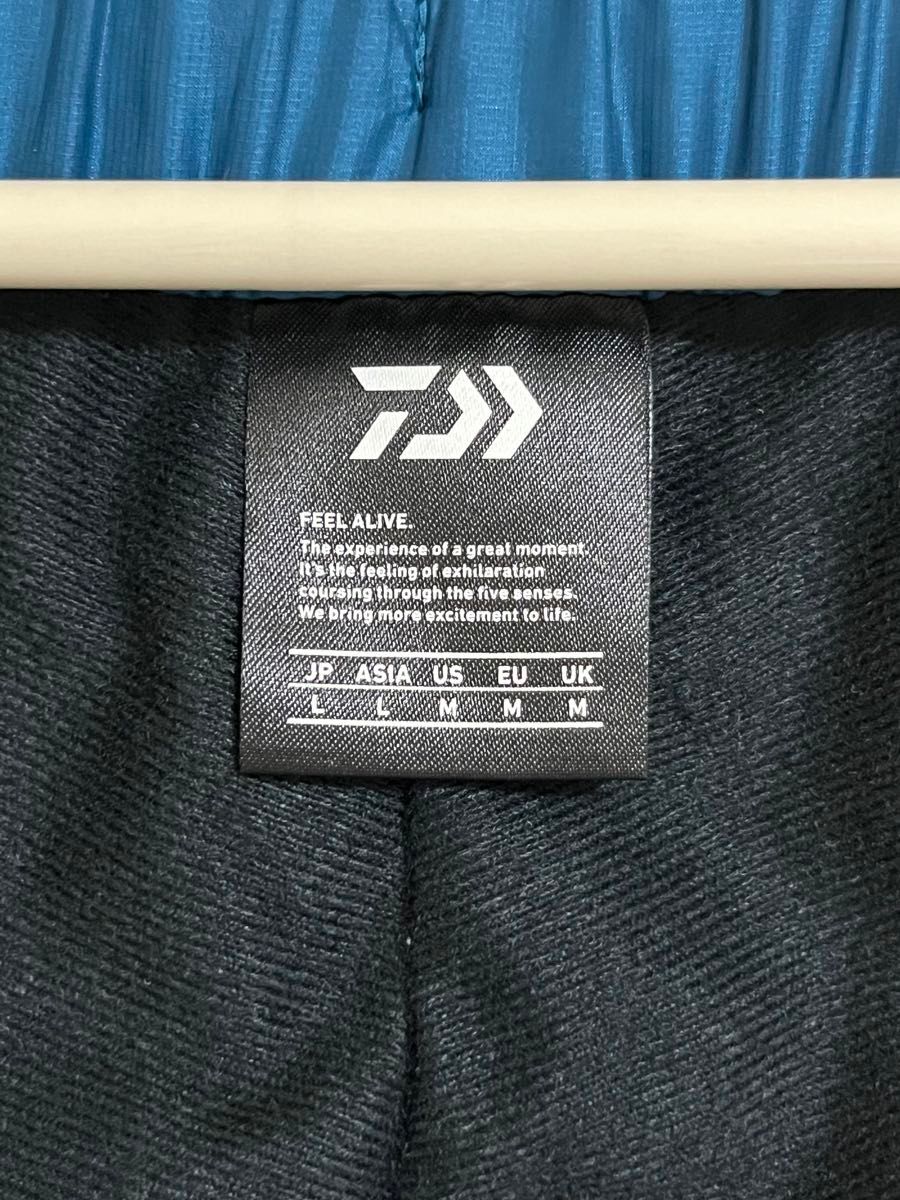 FEEL ALIVE.
The experience of a great moment.
It's the feeling of exhilaration
coursing through the five senses.
We bring more excitement to life.
JP ASIA US EU UK
L L M M M